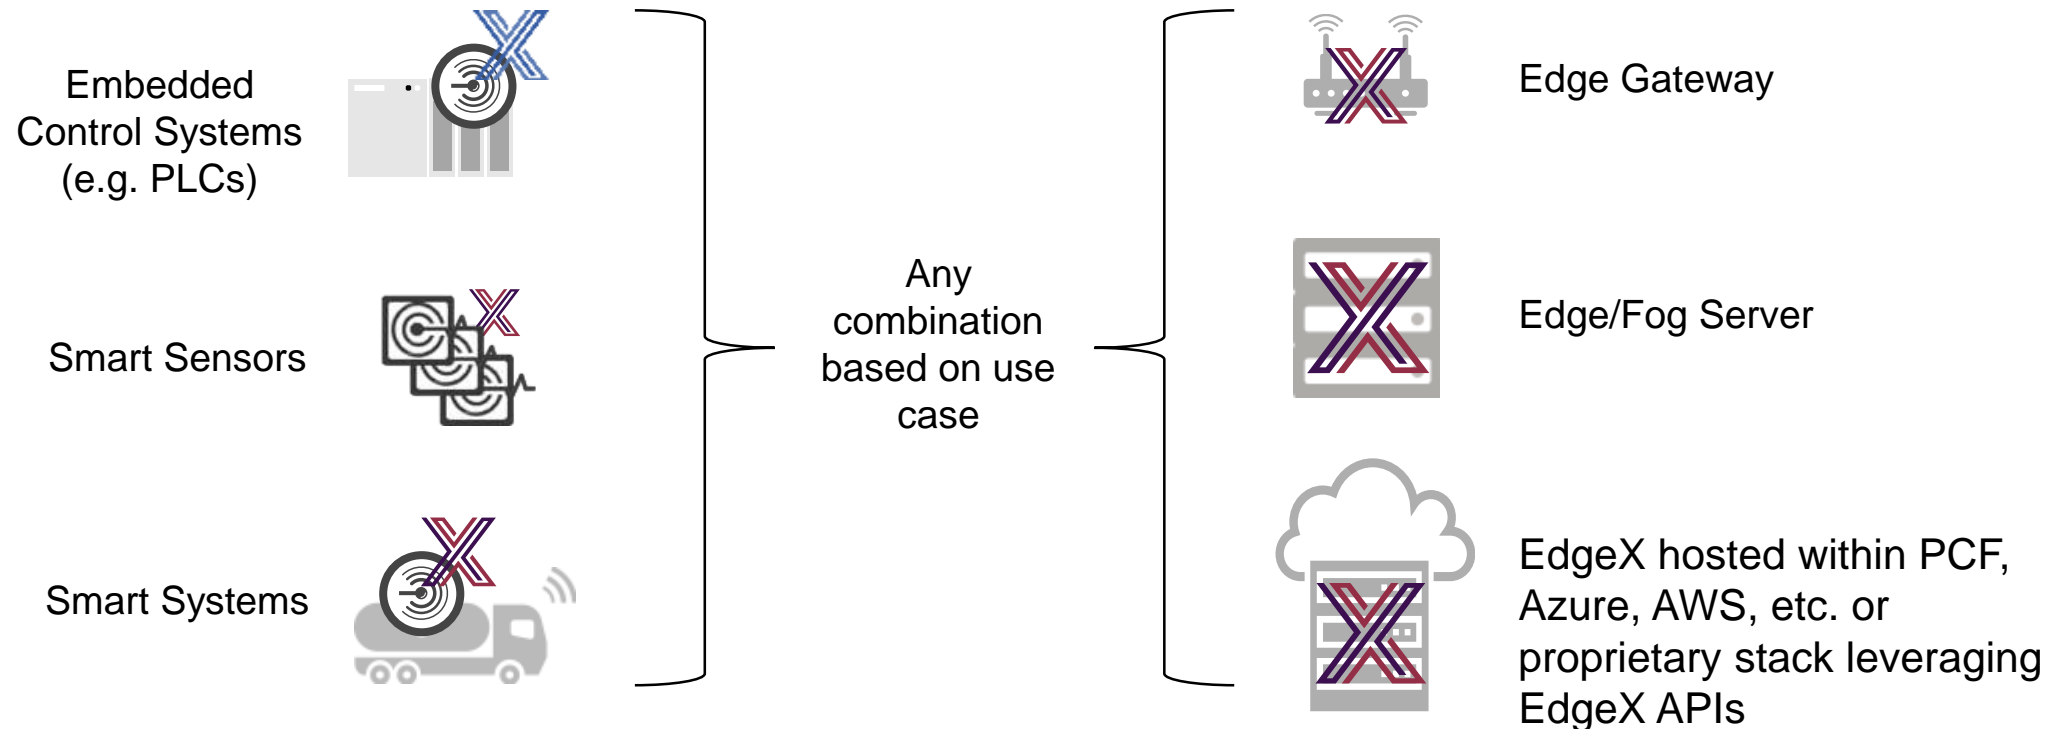 Embedded
Control Systems
(e.g. PLCs)
Smart Sensors
Smart Systems
Any
combination
based on use
case
Edge Gateway
Edge/Fog Server
EdgeX hosted within PCF,
Azure, AWS, etc. or
proprietary stack leveraging
EdgeX APIs